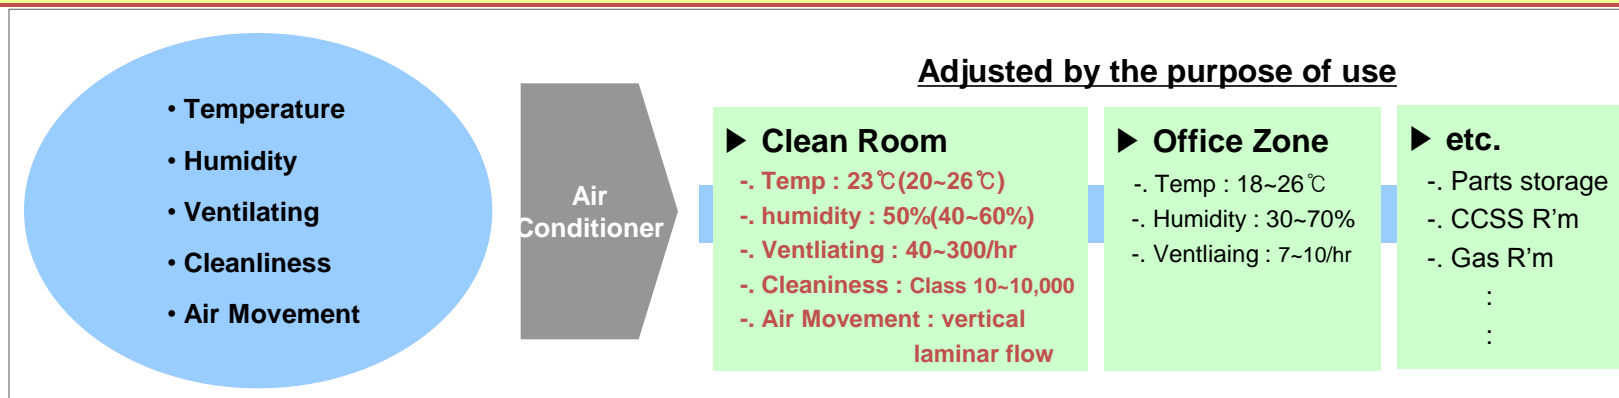 • Temperature
• Humidity
• Ventilating
• Cleanliness
• Air Movement
Air
Conditioner
Adjusted by the purpose of use
▶ Clean Room
-. Temp : 23℃(20~26℃)
-. humidity : 50%(40~60%)
-. Ventliating : 40~300/hr
-. Cleaniness : Class 10~10,000
-. Air Movement : vertical
laminar flow
▶ Office Zone
-. Temp : 18~26℃
-. Humidity : 30~70%
-. Ventliaing : 7~10/hr
▶ etc.
-. Parts storage
-. CCSS R’m
-. Gas R’m
:
: